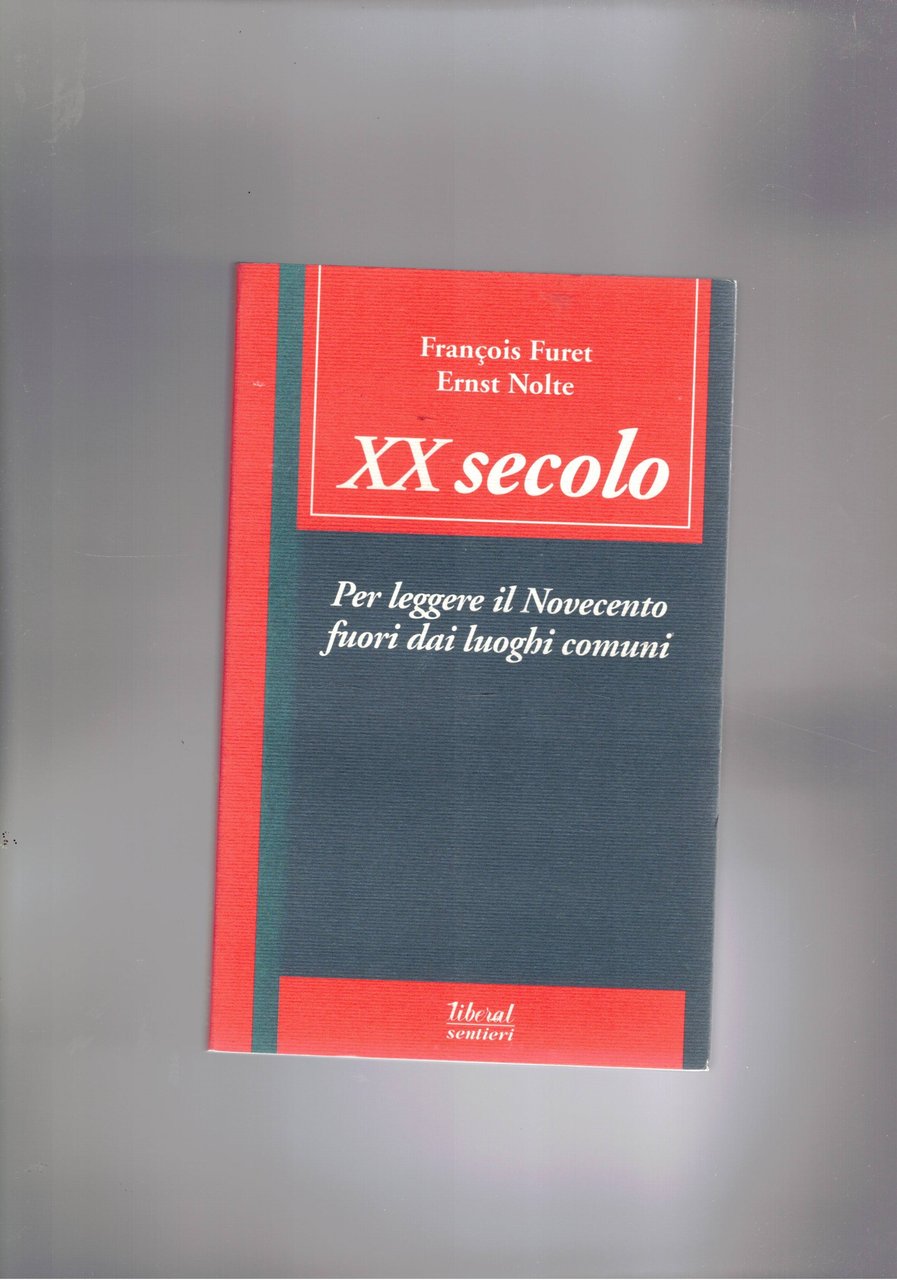 François Furet
Ernst Nolte
XX secolo
Per leggere il Novecento
fuori dai luoghi comuni
liberal
sentieri